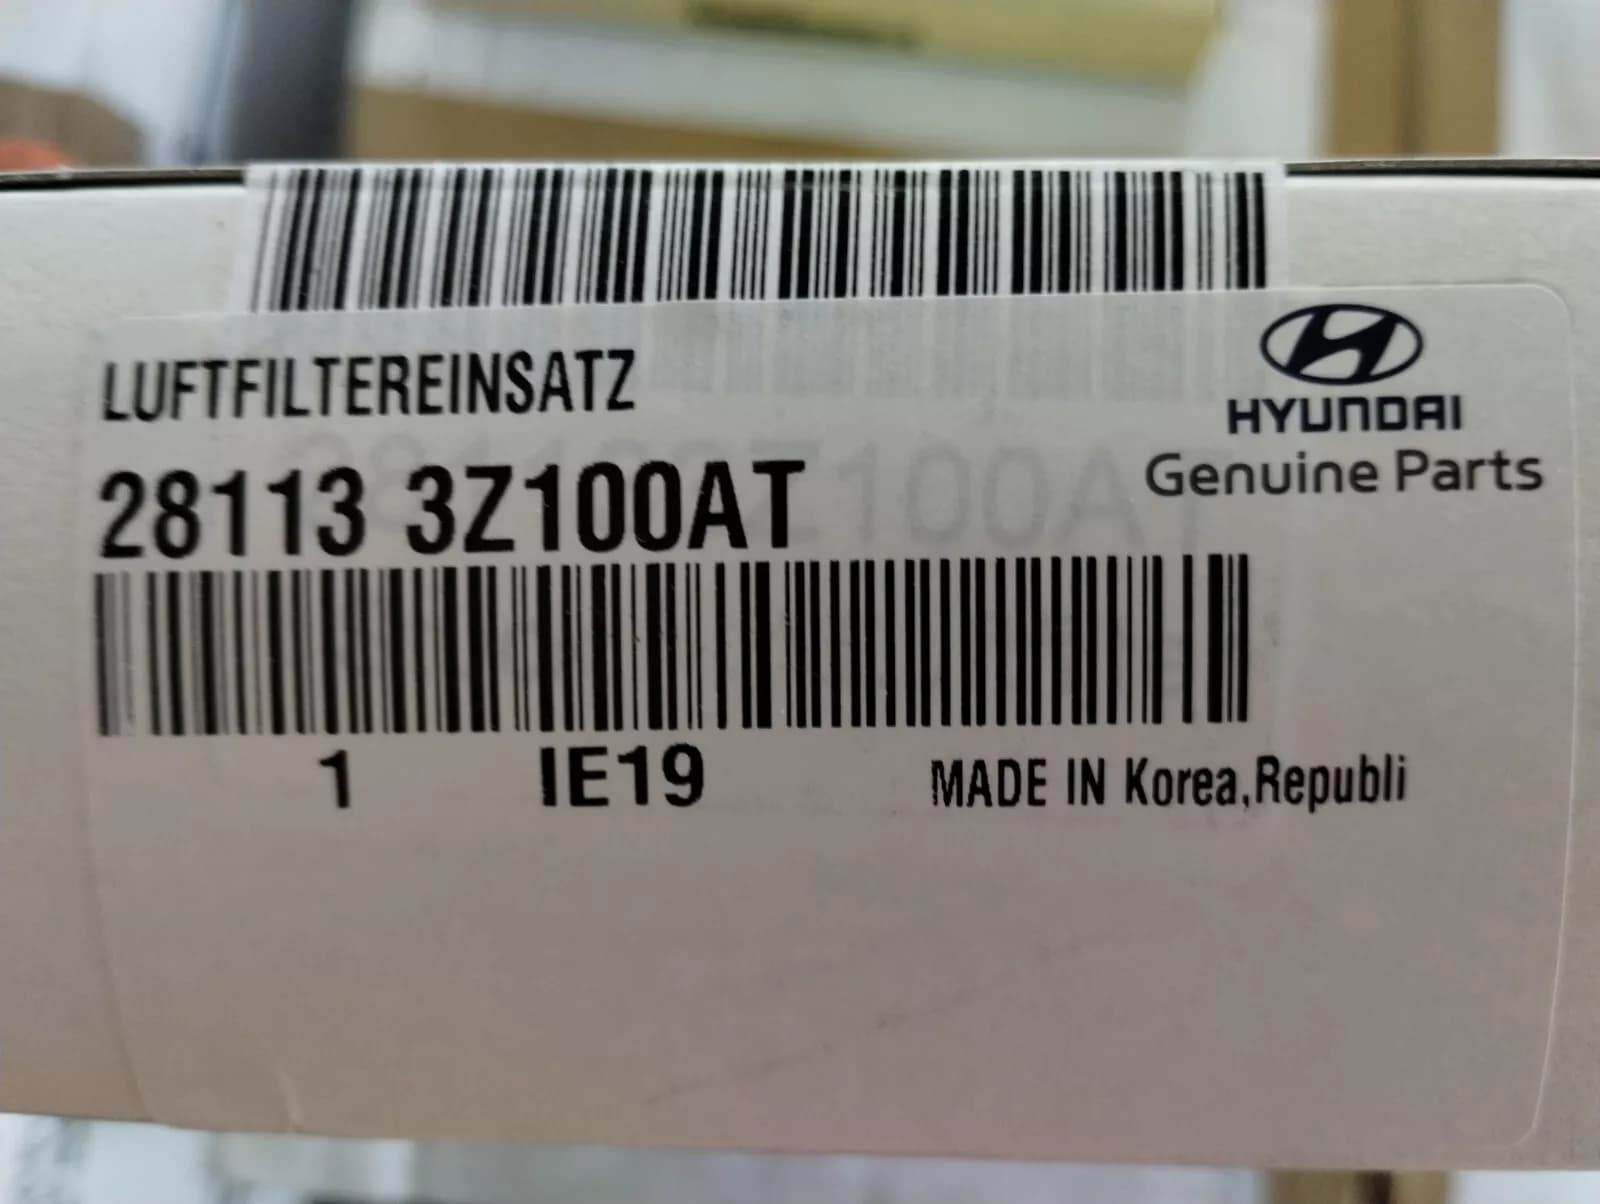 LUFTFILTEREINSATZ
HYUNDAI
Genuine Parts
28113 3Z100AT
1 IE19 MADE IN Korea,Republi